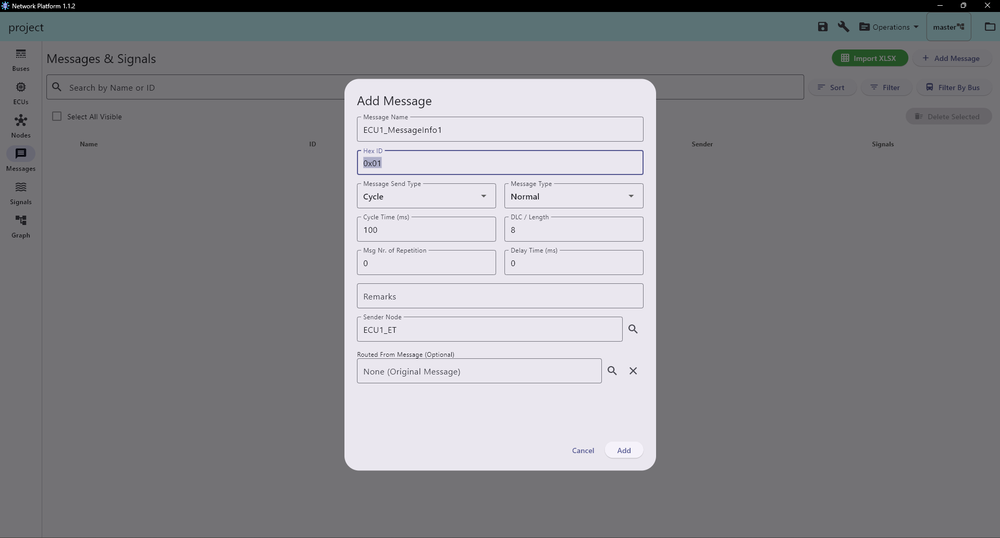 Network Platform 1.1.2
project
Operations
master
Buses
ECUs
Nodes
Messages
Signals
Graph
Messages & Signals
Import XLSX
Add Message
Search by Name or ID
Sort
Filter
Filter By Bus
Select All Visible
Delete Selected
Name
ID
Sender
Signals
Add Message
Message Name
ECU1_MessageInfo1
Hex ID
0x01
Message Send Type
Cycle
Message Type
Normal
Cycle Time (ms)
100
DLC / Length
8
Msg Nr. of Repetition
0
Delay Time (ms)
0
Remarks
Sender Node
ECU1_ET
Routed From Message (Optional)
None (Original Message)
Cancel
Add